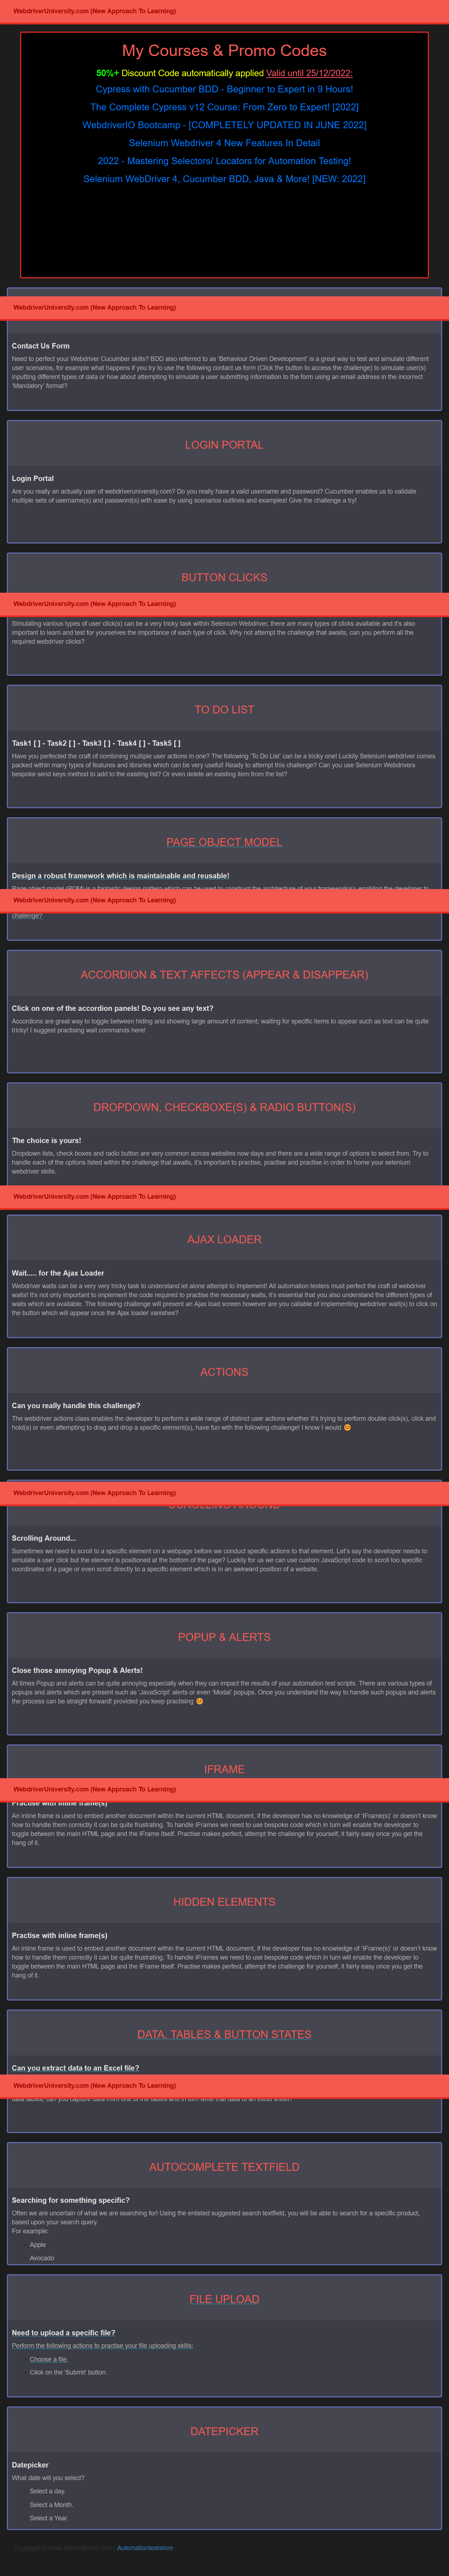 WebdriverUniversity.com (New Approach To Learning)
My Courses & Promo Codes
50%+ Discount Code automatically applied Valid until 25/12/2022:
Cypress with Cucumber BDD - Beginner to Expert in 9 Hours!
The Complete Cypress v12 Course: From Zero to Expert! [2022]
WebdriverIO Bootcamp - [COMPLETELY UPDATED IN JUNE 2022]
Selenium Webdriver 4 New Features In Detail
2022 - Mastering Selectors/ Locators for Automation Testing!
Selenium WebDriver 4, Cucumber BDD, Java & More! [NEW: 2022]
WebdriverUniversity.com (New Approach To Learning)
Contact Us Form
Need to perfect your Webdriver Cucumber skills? BDD also referred to as 'Behaviour Driven Development' is a great way to test and simulate different
user scenarios, for example what happens if you try to use the following contact us form (Click the button to access the challenge) to simulate user(s)
inputting different types of data or how about attempting to simulate a user submitting information to the form using an email address in the incorrect
'Mandatory' format?
LOGIN PORTAL
Login Portal
Are you really an actually user of webdriveruniversity.com? Do you really have a valid username and password? Cucumber enables us to validate
multiple sets of username(s) and password(s) with ease by using scenarios outlines and examples! Give the challenge a try!
BUTTON CLICKS
WebdriverUniversity.com (New Approach To Learning)
Simulating various types of user click(s) can be a very tricky task within Selenium Webdriver, there are many types of clicks available and it's also
important to learn and test for yourselves the importance of each type of click. Why not attempt the challenge that awaits, can you perform all the
required webdriver clicks?
TO DO LIST
Task1 [ ] - Task2 [ ] - Task3 [ ] - Task4 [ ] - Task5 [ ]
Have you perfected the craft of combining multiple user actions in one? The following 'To Do List' can be a tricky one! Luckily Selenium webdriver comes
packed within many types of features and libraries which can be very useful! Ready to attempt this challenge? Can you use Selenium Webdrivers
bespoke send keys method to add to the existing list? Or even delete an existing item from the list?
PAGE OBJECT MODEL
Design a robust framework which is maintainable and reusable!
Page object model (POM) is a fantastic design pattern which can be used to construct the architecture of your framework(s); enabling the developer to
WebdriverUniversity.com (New Approach To Learning)
challenge?
ACCORDION & TEXT AFFECTS (APPEAR & DISAPPEAR)
Click on one of the accordion panels! Do you see any text?
Accordions are great way to toggle between hiding and showing large amount of content; waiting for specific items to appear such as text can be quite
tricky! I suggest practising wait commands here!
DROPDOWN, CHECKBOXE(S) & RADIO BUTTON(S)
The choice is yours!
Dropdown lists, check boxes and radio button are very common across websites now days and there are a wide range of options to select from. Try to
handle each of the options listed within the challenge that awaits, it's important to practise, practise and practise in order to home your selenium
webdriver skills.
WebdriverUniversity.com (New Approach To Learning)
AJAX LOADER
Wait..... for the Ajax Loader
Webdriver waits can be a very very tricky task to understand let alone attempt to implement! All automation testers must perfect the craft of webdriver
waits! It's not only important to implement the code required to practise the necessary waits, it's essential that you also understand the different types of
waits which are available. The following challenge will present an Ajax load screen however are you callable of implementing webdriver wait(s) to click on
the button which will appear once the Ajax loader vanishes?
ACTIONS
Can you really handle this challenge?
The webdriver actions class enables the developer to perform a wide range of distinct user actions whether it's trying to perform double click(s), click and
hold(s) or even attempting to drag and drop a specific element(s), have fun with the following challenge! I know I would 😊
WebdriverUniversity.com (New Approach To Learning)
SCROLLING AROUND
Scrolling Around...
Sometimes we need to scroll to a specific element on a webpage before we conduct specific actions to that element. Let's say the developer needs to
simulate a user click but the element is positioned at the bottom of the page? Luckily for us we can use custom JavaScript code to scroll too specific
coordinates of a page or even scroll directly to a specific element which is in an awkward position of a website.
POPUP & ALERTS
Close those annoying Popup & Alerts!
At times Popup and alerts can be quite annoying especially when they can impact the results of your automation test scripts. There are various types of
popups and alerts which are present such as 'JavaScript' alerts or even 'Modal' popups. Once you understand the way to handle such popups and alerts
the process can be straight forward! provided you keep practising 😊
IFRAME
WebdriverUniversity.com (New Approach To Learning)
Practise with inline frame(s)
An inline frame is used to embed another document within the current HTML document, if the developer has no knowledge of 'IFrame(s)' or doesn't know
how to handle them correctly it can be quite frustrating. To handle IFrames we need to use bespoke code which in turn will enable the developer to
toggle between the main HTML page and the IFrame itself. Practise makes perfect, attempt the challenge for yourself, it fairly easy once you get the
hang of it.
HIDDEN ELEMENTS
Practise with inline frame(s)
An inline frame is used to embed another document within the current HTML document, if the developer has no knowledge of 'IFrame(s)' or doesn't know
how to handle them correctly it can be quite frustrating. To handle IFrames we need to use bespoke code which in turn will enable the developer to
toggle between the main HTML page and the IFrame itself. Practise makes perfect, attempt the challenge for yourself, it fairly easy once you get the
hang of it.
DATA, TABLES & BUTTON STATES
Can you extract data to an Excel file?
WebdriverUniversity.com (New Approach To Learning)
data tables, can you capture data from one of the tables and in turn write that data to an excel sheet?
AUTOCOMPLETE TEXTFIELD
Searching for something specific?
Often we are uncertain of what we are searching for! Using the enlisted suggested search textfield, you will be able to search for a specific product,
based upon your search query.
For example:
Apple
Avocado
FILE UPLOAD
Need to upload a specific file?
Perform the following actions to practise your file uploading skills:
Choose a file.
Click on the 'Submit' button.
DATEPICKER
Datepicker
What date will you select?
Select a day.
Select a Month.
Select a Year.
Automationteststore